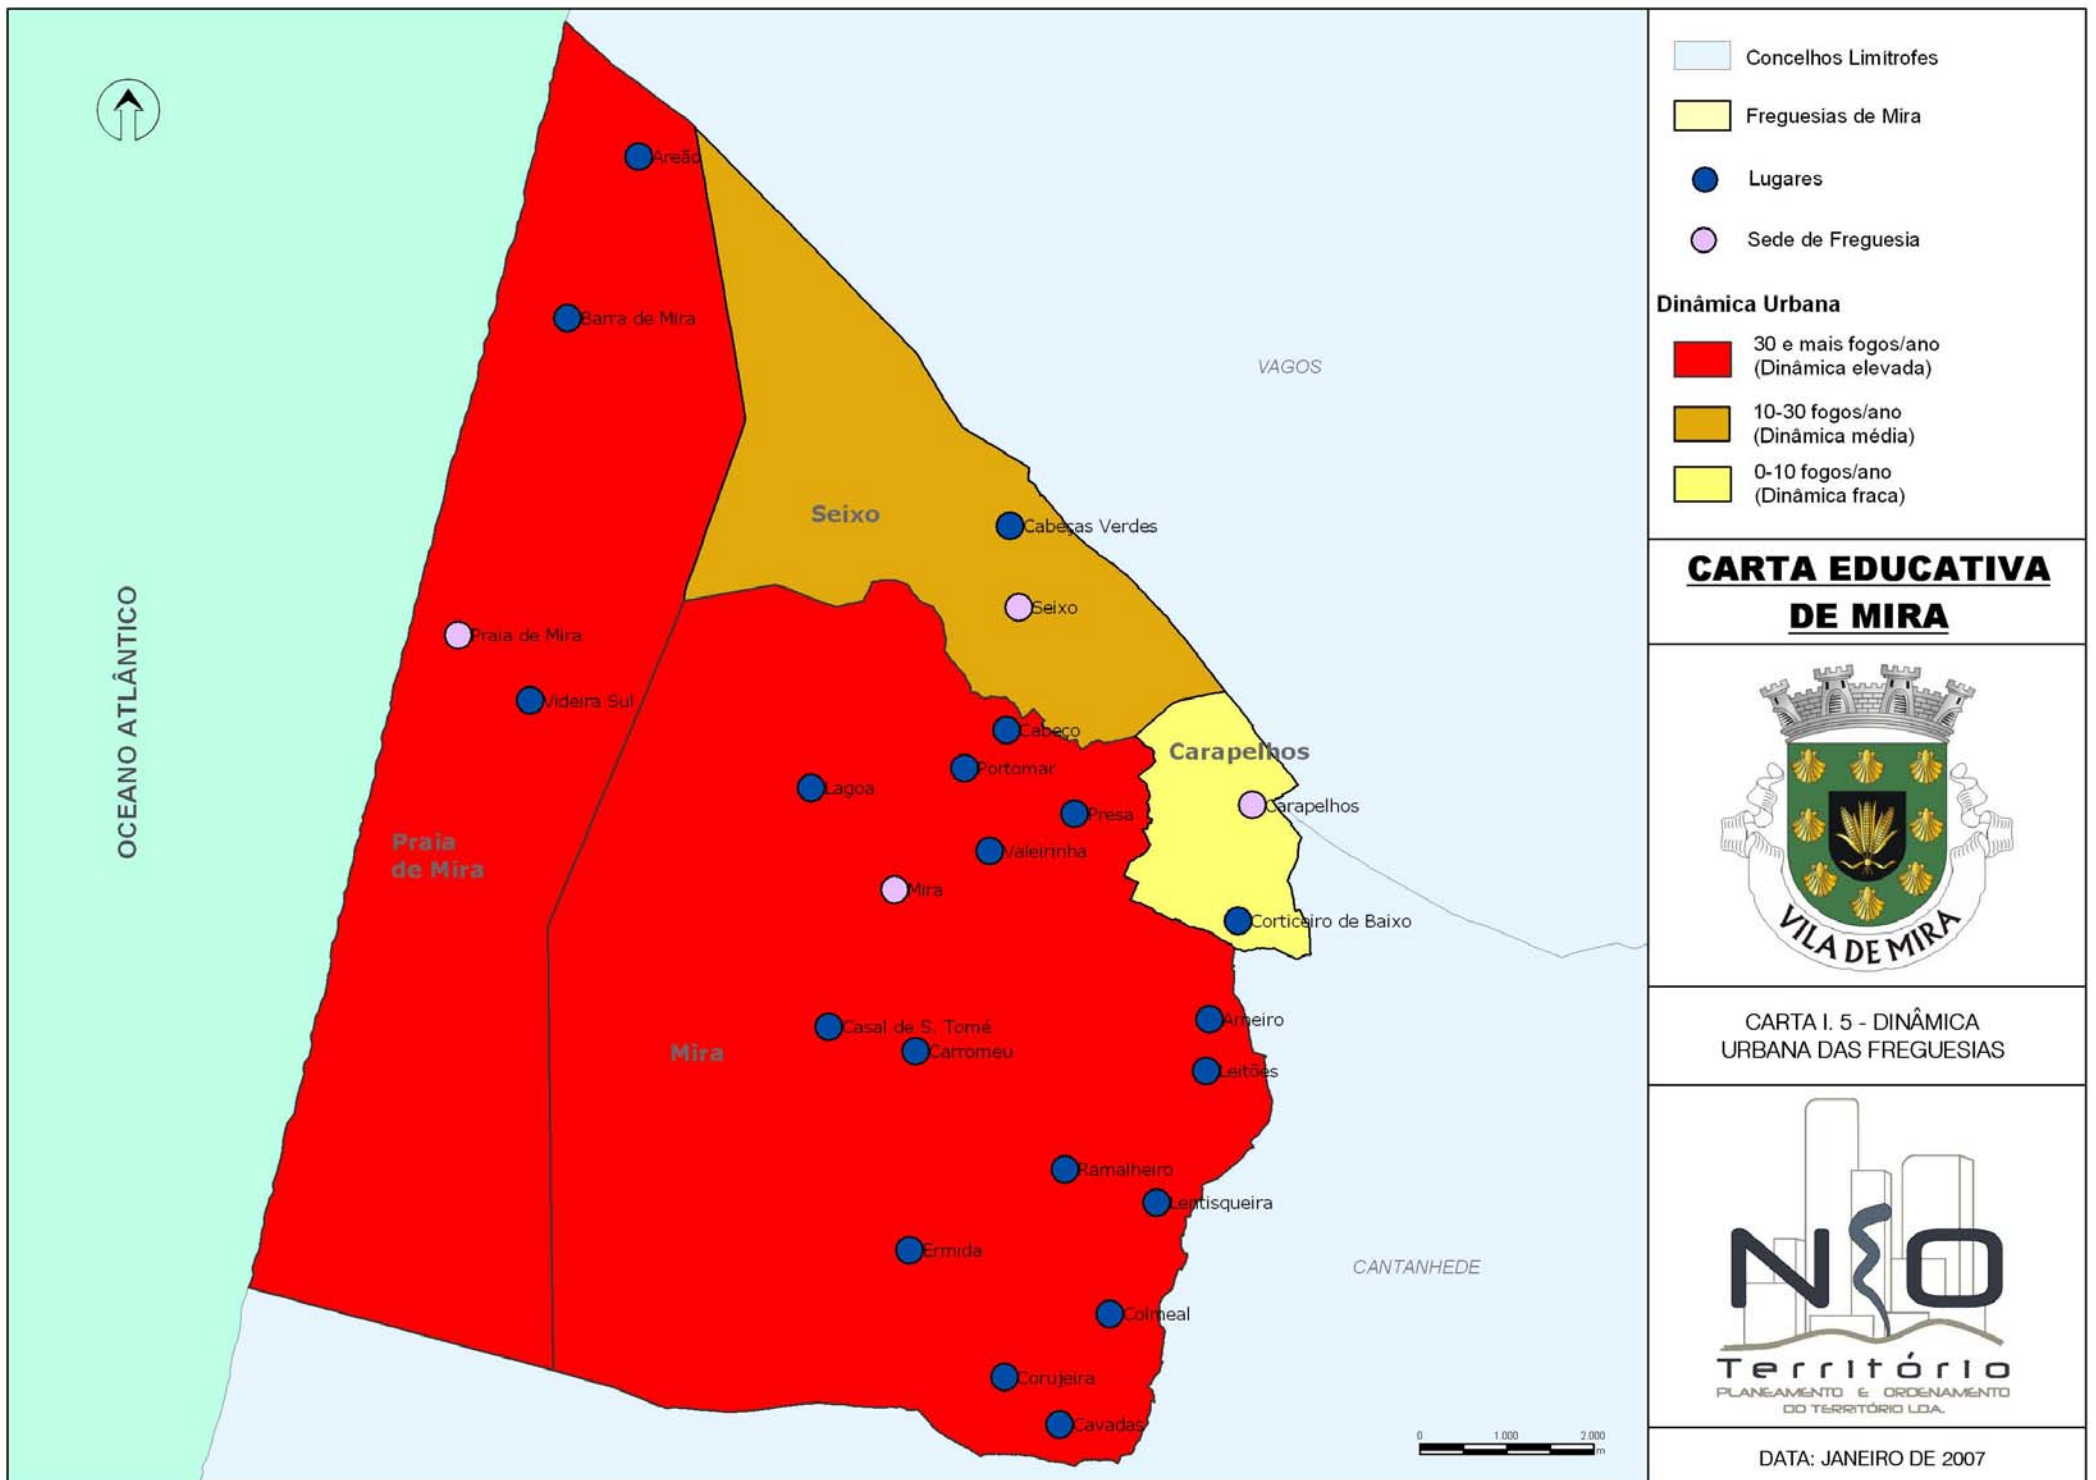 Areão
Barra de Mira
VAGOS
Seixo
Cabeças Verdes
Seixo
OCEANO ATLÂNTICO
Praia de Mira
Videira Sul
Cabeço
Carapelhos
Portomar
Lagoa
Carapelhos
Presa
Praia
de Mira
Valeirinha
Mira
Corticeiro de Baixo
Arneiro
Casal de S. Tomé
Mira
Carromeu
Leitões
Ramalheiro
Lentisqueira
Ermida
CANTANHEDE
Colmeal
Corujeira
Cavadas
0 1.000 2.000
m
Concelhos Limítrofes
Freguesias de Mira
Lugares
Sede de Freguesia
Dinâmica Urbana
30 e mais fogos/ano
(Dinâmica elevada)
10-30 fogos/ano
(Dinâmica média)
0-10 fogos/ano
(Dinâmica fraca)
CARTA EDUCATIVA
DE MIRA
VILA DE MIRA
CARTA I. 5 - DINÂMICA
URBANA DAS FREGUESIAS
NEO
Território
PLANEAMENTO E ORDENAMENTO
DO TERRITÓRIO LDA.
DATA: JANEIRO DE 2007